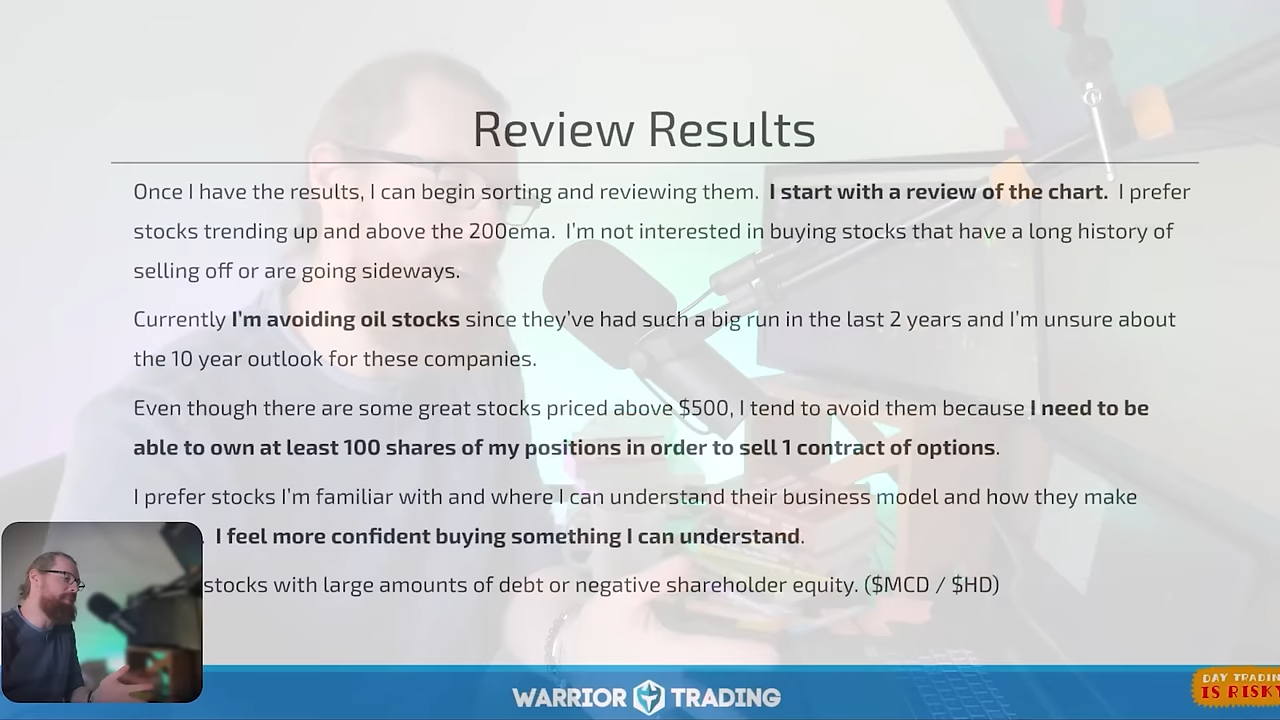 Review Results
Once I have the results, I can begin sorting and reviewing them. I start with a review of the chart. I prefer
stocks trending up and above the 200ema. I'm not interested in buying stocks that have a long history of
selling off or are going sideways.
Currently I'm avoiding oil stocks since they've had such a big run in the last 2 years and I'm unsure about
the 10 year outlook for these companies.
Even though there are some great stocks priced above $500, I tend to avoid them because I need to be
able to own at least 100 shares of my positions in order to sell 1 contract of options.
I prefer stocks I'm familiar with and where I can understand their business model and how they make
. I feel more confident buying something I can understand.
stocks with large amounts of debt or negative shareholder equity. ($MCD / $HD)
WARRIOR TRADING
DAY TRADIN
IS RISKY